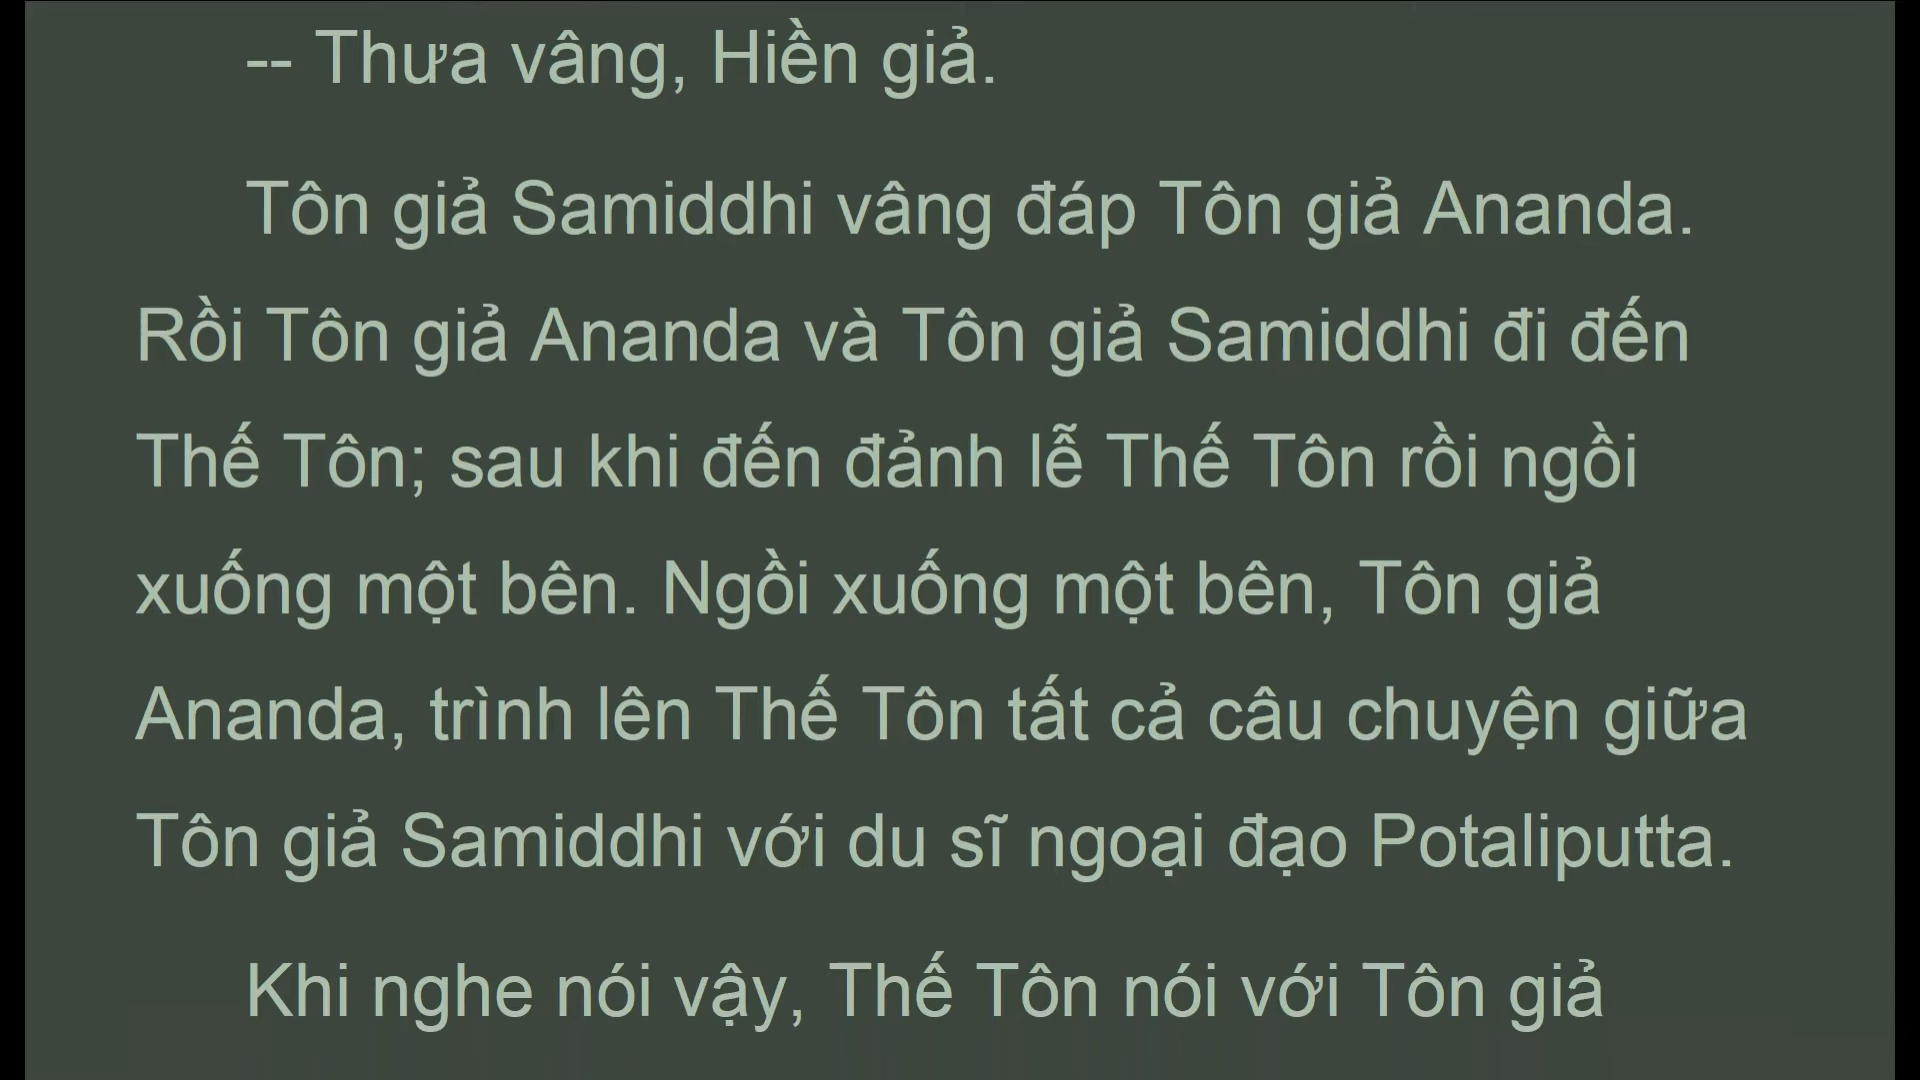 -- Thưa vâng, Hiền giả.
Tôn giả Samiddhi vâng đáp Tôn giả Ananda.
Rồi Tôn giả Ananda và Tôn giả Samiddhi đi đến
Thế Tôn; sau khi đến đảnh lễ Thế Tôn rồi ngồi
xuống một bên. Ngồi xuống một bên, Tôn giả
Ananda, trình lên Thế Tôn tất cả câu chuyện giữa
Tôn giả Samiddhi với du sĩ ngoại đạo Potaliputta.
Khi nghe nói vậy, Thế Tôn nói với Tôn giả